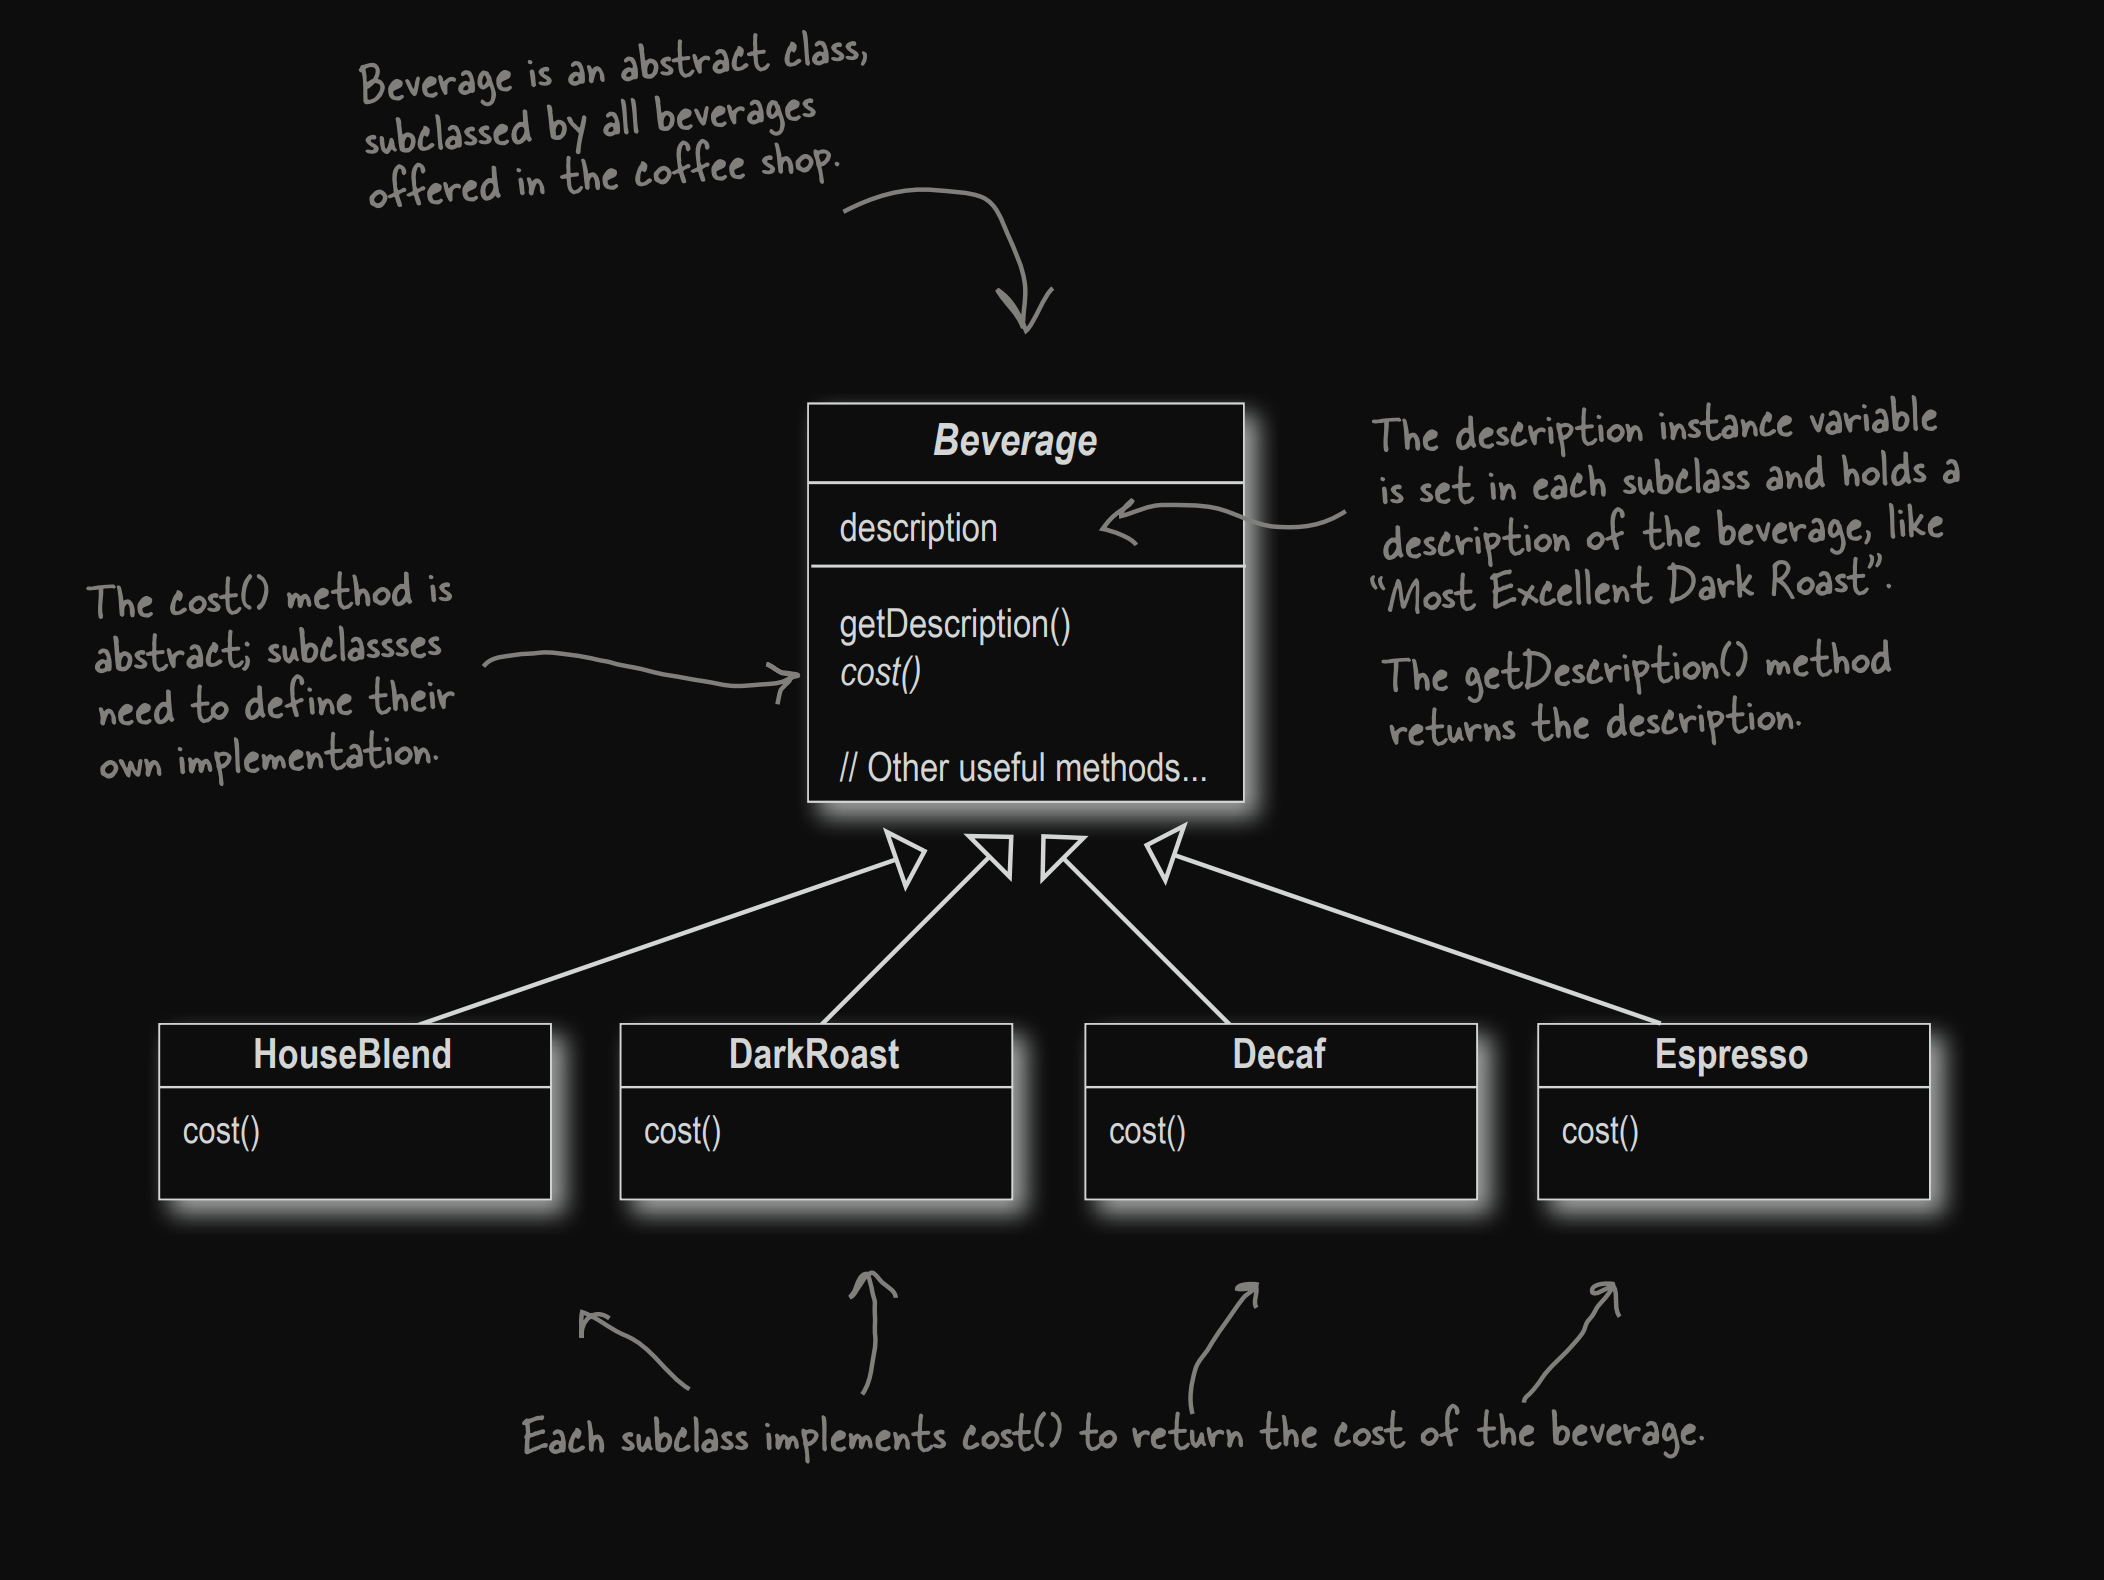 Beverage is an abstract class,
subclassed by all beverages
offered in the coffee shop.
Beverage
description
getDescription()
cost()
// Other useful methods...
The description instance variable
is set in each subclass and holds a
description of the beverage, like
“Most Excellent Dark Roast”.
The getDescription() method
returns the description.
The cost() method is
abstract; subclassses
need to define their
own implementation.
HouseBlend
cost()
DarkRoast
cost()
Decaf
cost()
Espresso
cost()
Each subclass implements cost() to return the cost of the beverage.